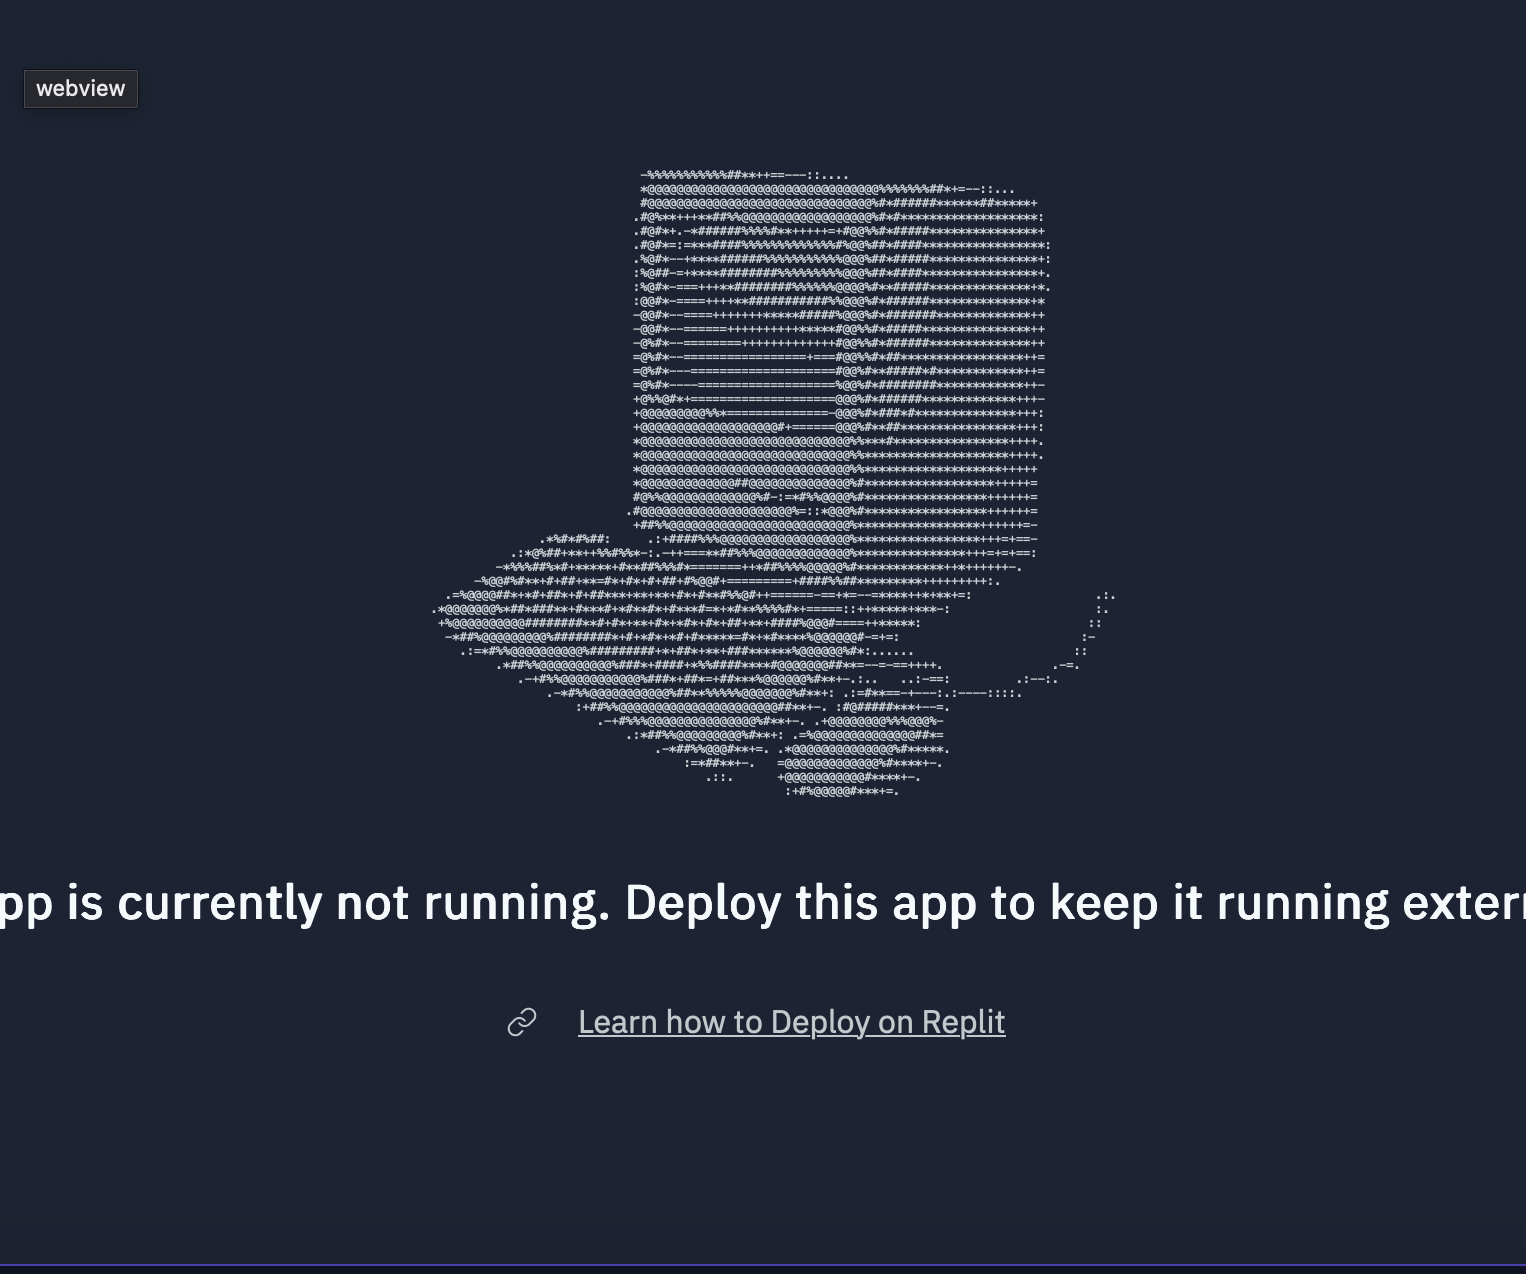 webview
pp is currently not running. Deploy this app to keep it running exter
Learn how to Deploy on Replit